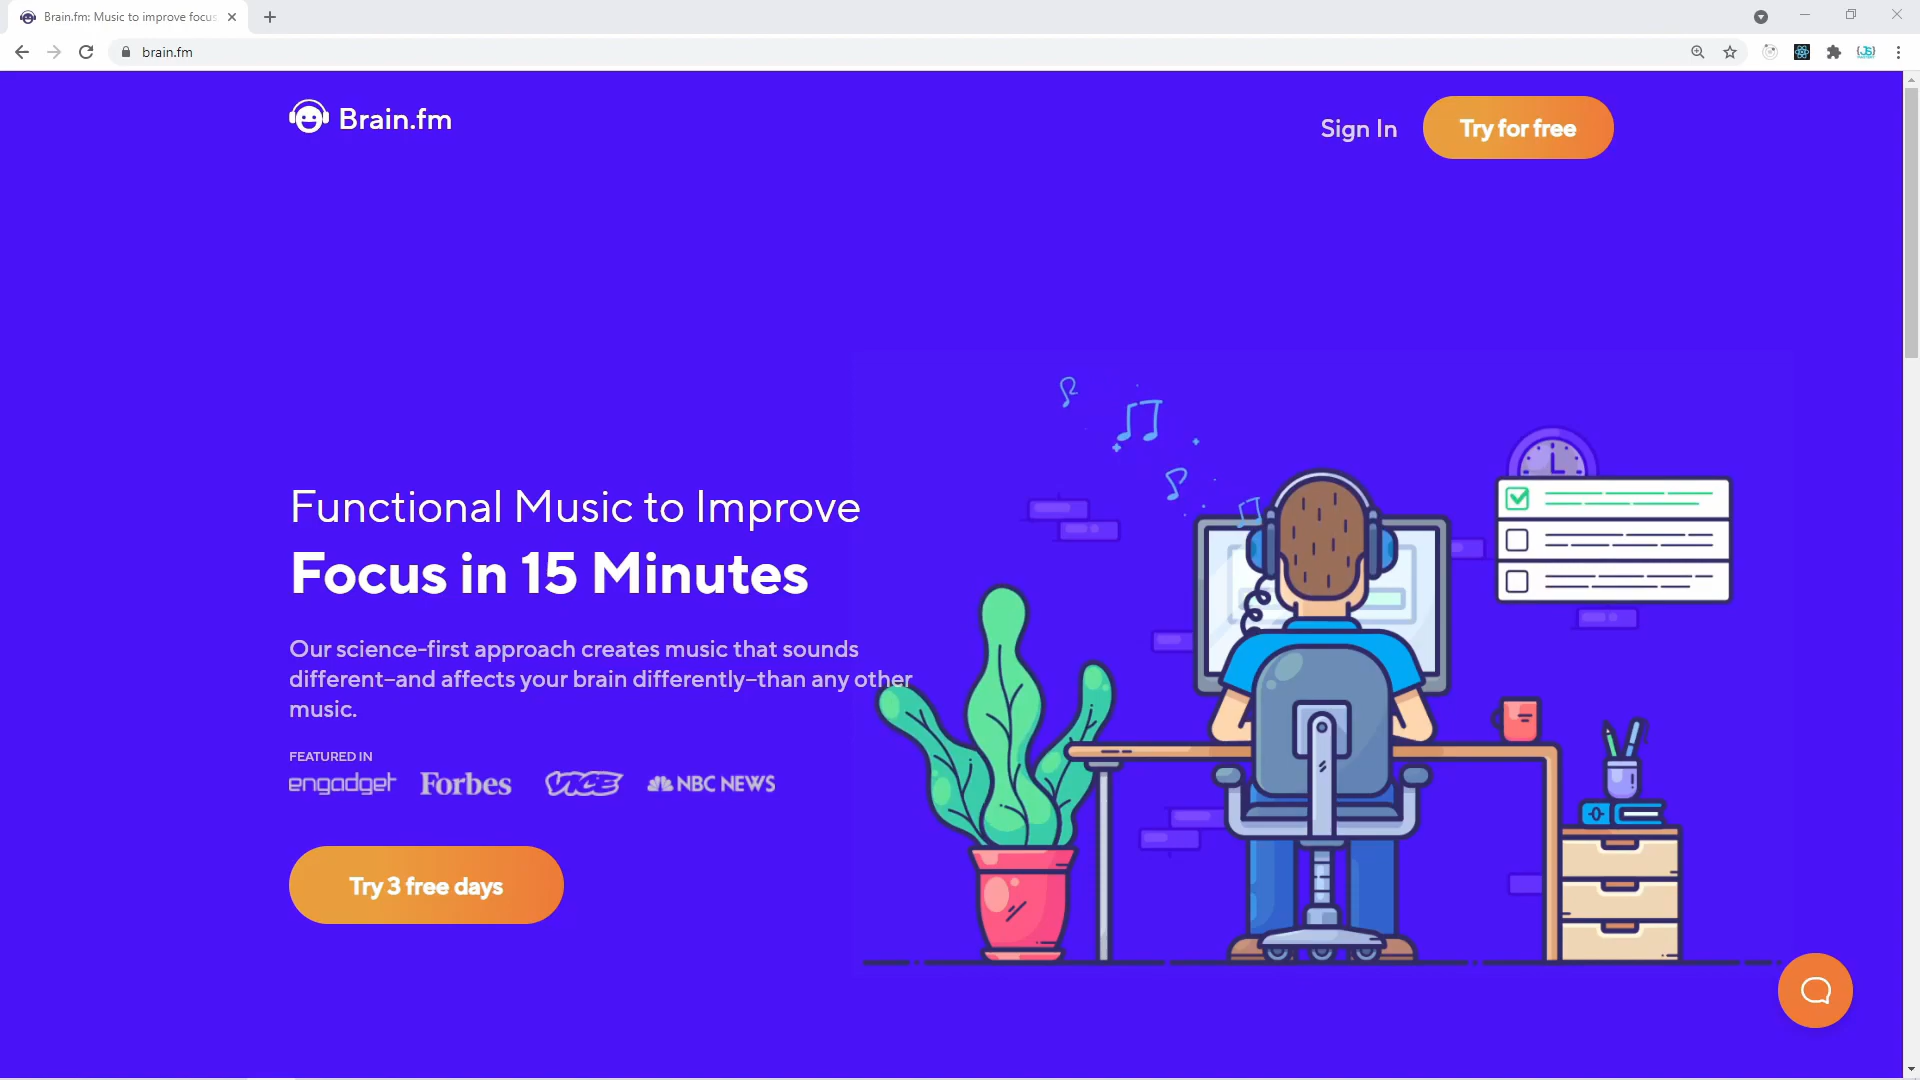 Brain.fm: Music to improve focus
brain.fm
Brain.fm
Sign In
Try for free
Functional Music to Improve
Focus in 15 Minutes
Our science-first approach creates music that sounds
different–and affects your brain differently–than any other
music.
FEATURED IN
engadget Forbes VICE NBC NEWS
Try 3 free days